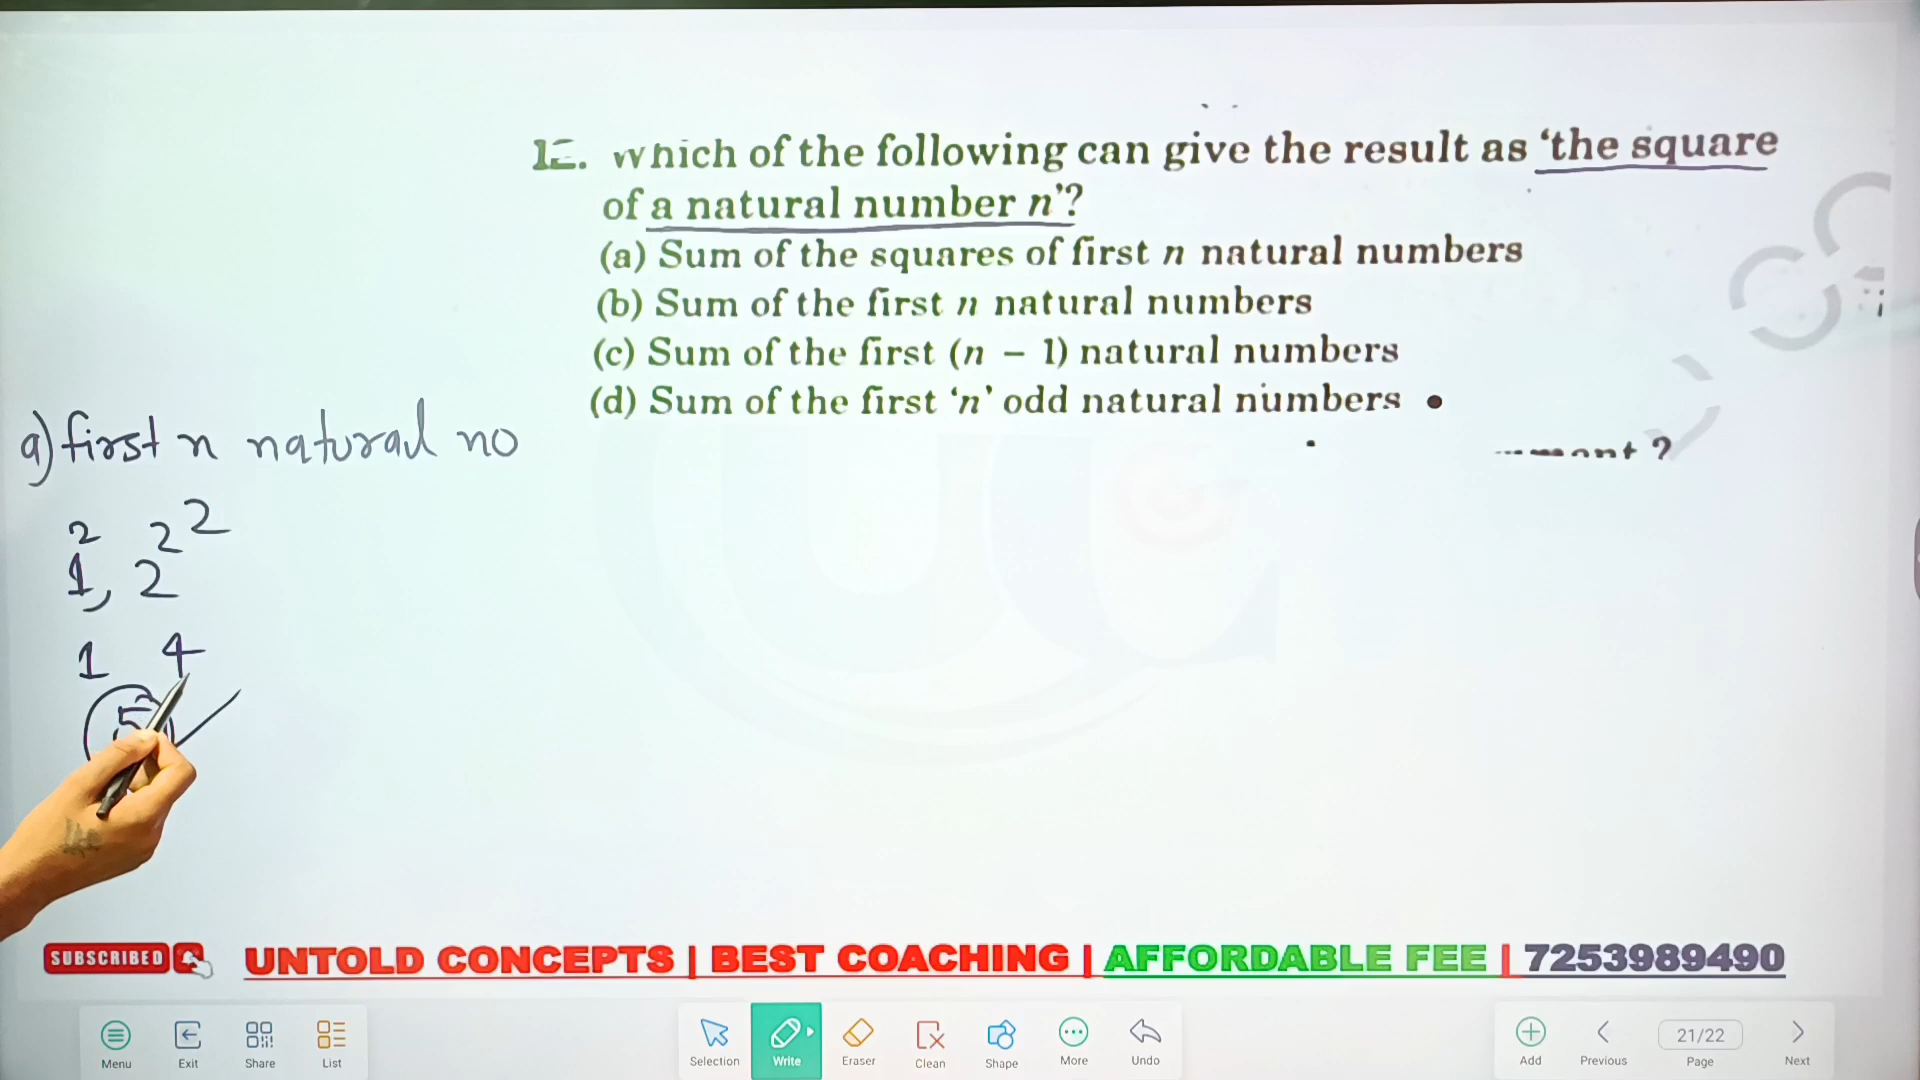 Which of the following can give the result as ‘the square
of a natural number n’?
(a) Sum of the squares of first n natural numbers
(b) Sum of the first n natural numbers
(c) Sum of the first (n – 1) natural numbers
(d) Sum of the first ‘n’ odd natural numbers
a) first n natural no
2 2 2
1, 2
1 4
5
SUBSCRIBED UNTOLD CONCEPTS | BEST COACHING | AFFORDABLE FEE | 7253989490
Menu Exit Share List Selection Write Eraser Clean Shape More Undo Add Previous 21/22 Page Next